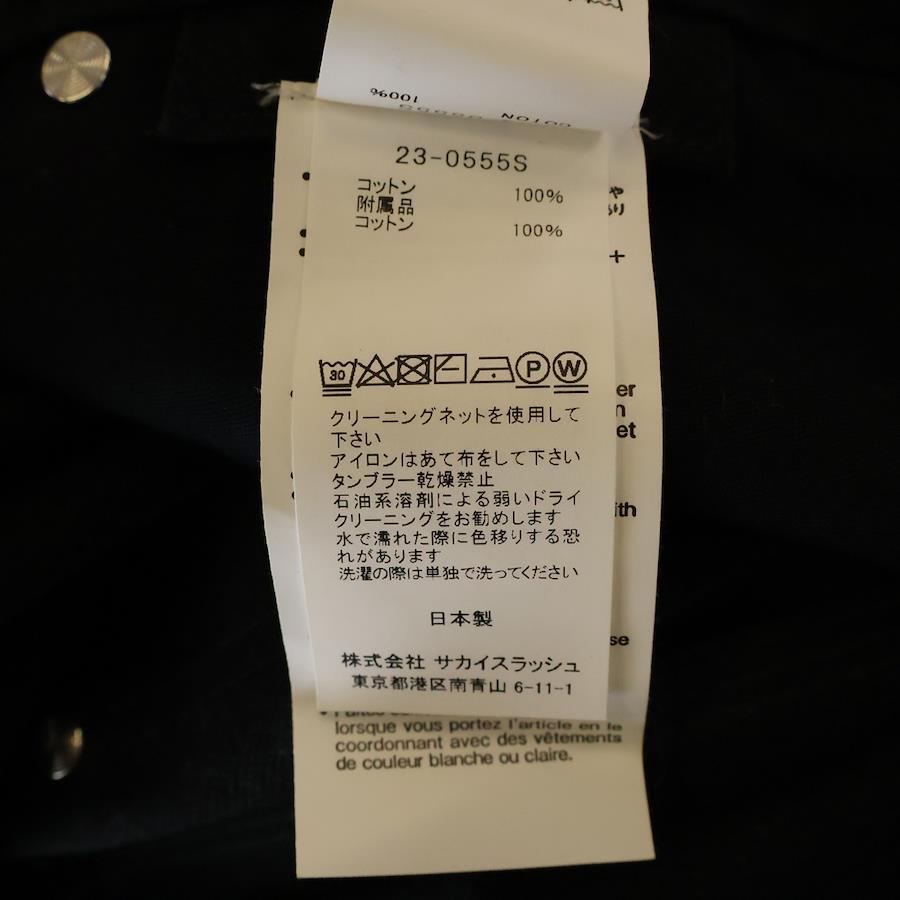 100%
23-0555S
コットン 100%
附属品
コットン 100%
30
P W
クリーニングネットを使用して
下さい
アイロンはあて布をして下さい
タンブラー乾燥禁止
石油系溶剤による弱いドライ
クリーニングをお勧めします
水で濡れた際に色移りする恐
れがあります
洗濯の際は単独で洗ってください
日本製
株式会社 サカイスラッシュ
東京都港区南青山 6-11-1
lorsque vous portez l'article en le
coordonnant avec des vêtements
de couleur blanche ou claire.